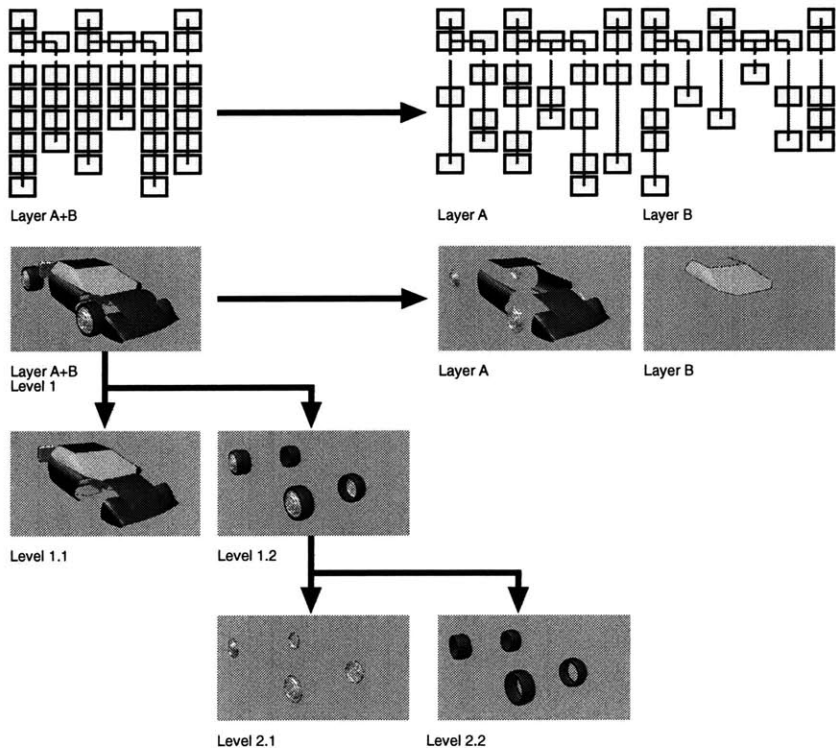 Layer A+B
Layer A
Layer B
Layer A+B
Level 1
Layer A
Layer B
Level 1.1
Level 1.2
Level 2.1
Level 2.2